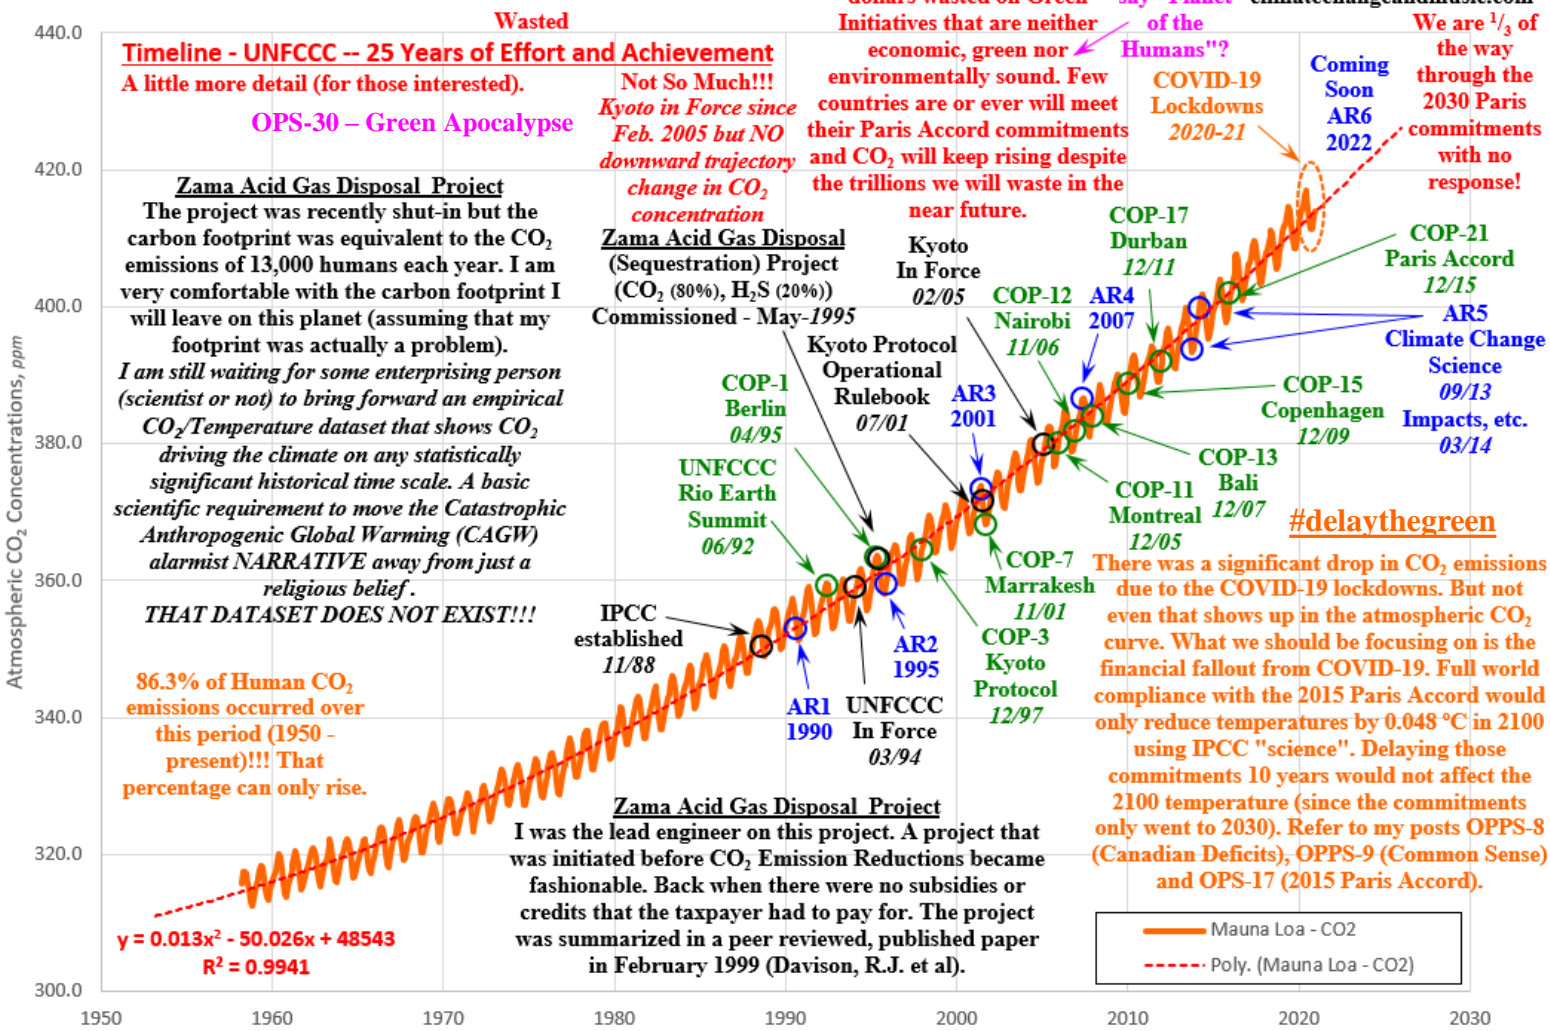 Wasted
Timeline - UNFCCC -- 25 Years of Effort and Achievement
A little more detail (for those interested).
OPS-30 – Green Apocalypse
Not So Much!!!
Kyoto in Force since
Feb. 2005 but NO
downward trajectory
change in CO2
concentration
dollars wasted on Green
Initiatives that are neither
economic, green nor
environmentally sound. Few
countries are or ever will meet
their Paris Accord commitments
and CO2 will keep rising despite
the trillions we will waste in the
near future.
say "Planet
of the
Humans"?
climatechangeandmusic.com
We are 1/3 of
the way
through the
2030 Paris
commitments
with no
response!
COVID-19
Lockdowns
2020-21
Coming
Soon
AR6
2022
Zama Acid Gas Disposal Project
The project was recently shut-in but the
carbon footprint was equivalent to the CO2
emissions of 13,000 humans each year. I am
very comfortable with the carbon footprint I
will leave on this planet (assuming that my
footprint was actually a problem).
I am still waiting for some enterprising person
(scientist or not) to bring forward an empirical
CO2/Temperature dataset that shows CO2
driving the climate on any statistically
significant historical time scale. A basic
scientific requirement to move the Catastrophic
Anthropogenic Global Warming (CAGW)
alarmist NARRATIVE away from just a
religious belief.
THAT DATASET DOES NOT EXIST!!!
Zama Acid Gas Disposal
(Sequestration) Project
(CO2 (80%), H2S (20%))
Commissioned - May-1995
Kyoto
In Force
02/05
COP-17
Durban
12/11
COP-21
Paris Accord
12/15
COP-12
Nairobi
11/06
AR4
2007
AR5
Climate Change
Science
09/13
Impacts, etc.
03/14
Kyoto Protocol
Operational
Rulebook
07/01
COP-1
Berlin
04/95
AR3
2001
COP-15
Copenhagen
12/09
UNFCCC
Rio Earth
Summit
06/92
COP-13
Bali
12/07
COP-11
Montreal
12/05
COP-7
Marrakesh
11/01
IPCC
established
11/88
AR2
1995
COP-3
Kyoto
Protocol
12/97
AR1
1990
UNFCCC
In Force
03/94
#delaythegreen
There was a significant drop in CO2 emissions
due to the COVID-19 lockdowns. But not
even that shows up in the atmospheric CO2
curve. What we should be focusing on is the
financial fallout from COVID-19. Full world
compliance with the 2015 Paris Accord would
only reduce temperatures by 0.048 °C in 2100
using IPCC "science". Delaying those
commitments 10 years would not affect the
2100 temperature (since the commitments
only went to 2030). Refer to my posts OPPS-8
(Canadian Deficits), OPPS-9 (Common Sense)
and OPS-17 (2015 Paris Accord).
86.3% of Human CO2
emissions occurred over
this period (1950 -
present)!!! That
percentage can only rise.
Zama Acid Gas Disposal Project
I was the lead engineer on this project. A project that
was initiated before CO2 Emission Reductions became
fashionable. Back when there were no subsidies or
credits that the taxpayer had to pay for. The project
was summarized in a peer reviewed, published paper
in February 1999 (Davison, R.J. et al).
y = 0.013x2 - 50.026x + 48543
R2 = 0.9941
Mauna Loa - CO2
Poly. (Mauna Loa - CO2)
Atmospheric CO2 Concentrations, ppm
440.0
420.0
400.0
380.0
360.0
340.0
320.0
300.0
1950 1960 1970 1980 1990 2000 2010 2020 2030